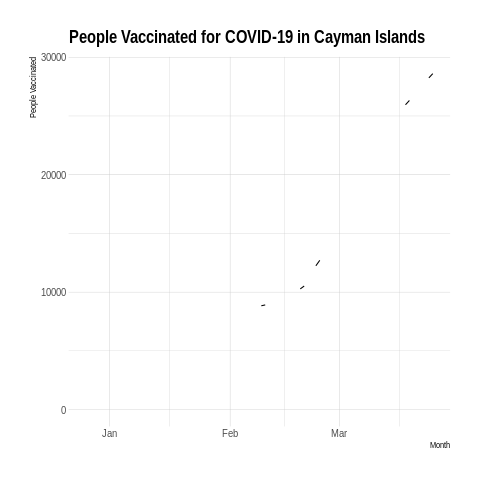 People Vaccinated for COVID-19 in Cayman Islands
People Vaccinated
30000
20000
10000
0
Jan Feb Mar
Month